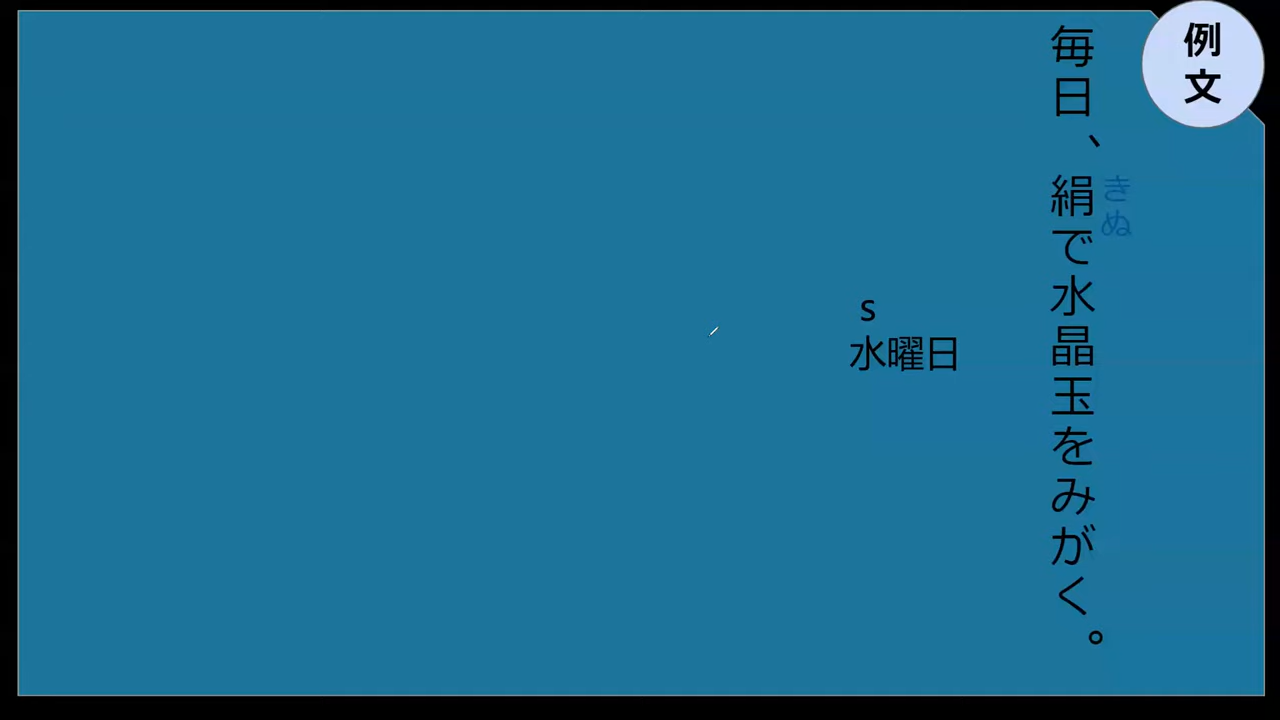 例文
毎日、絹で水晶玉をみがく。
きぬ
s
水曜日